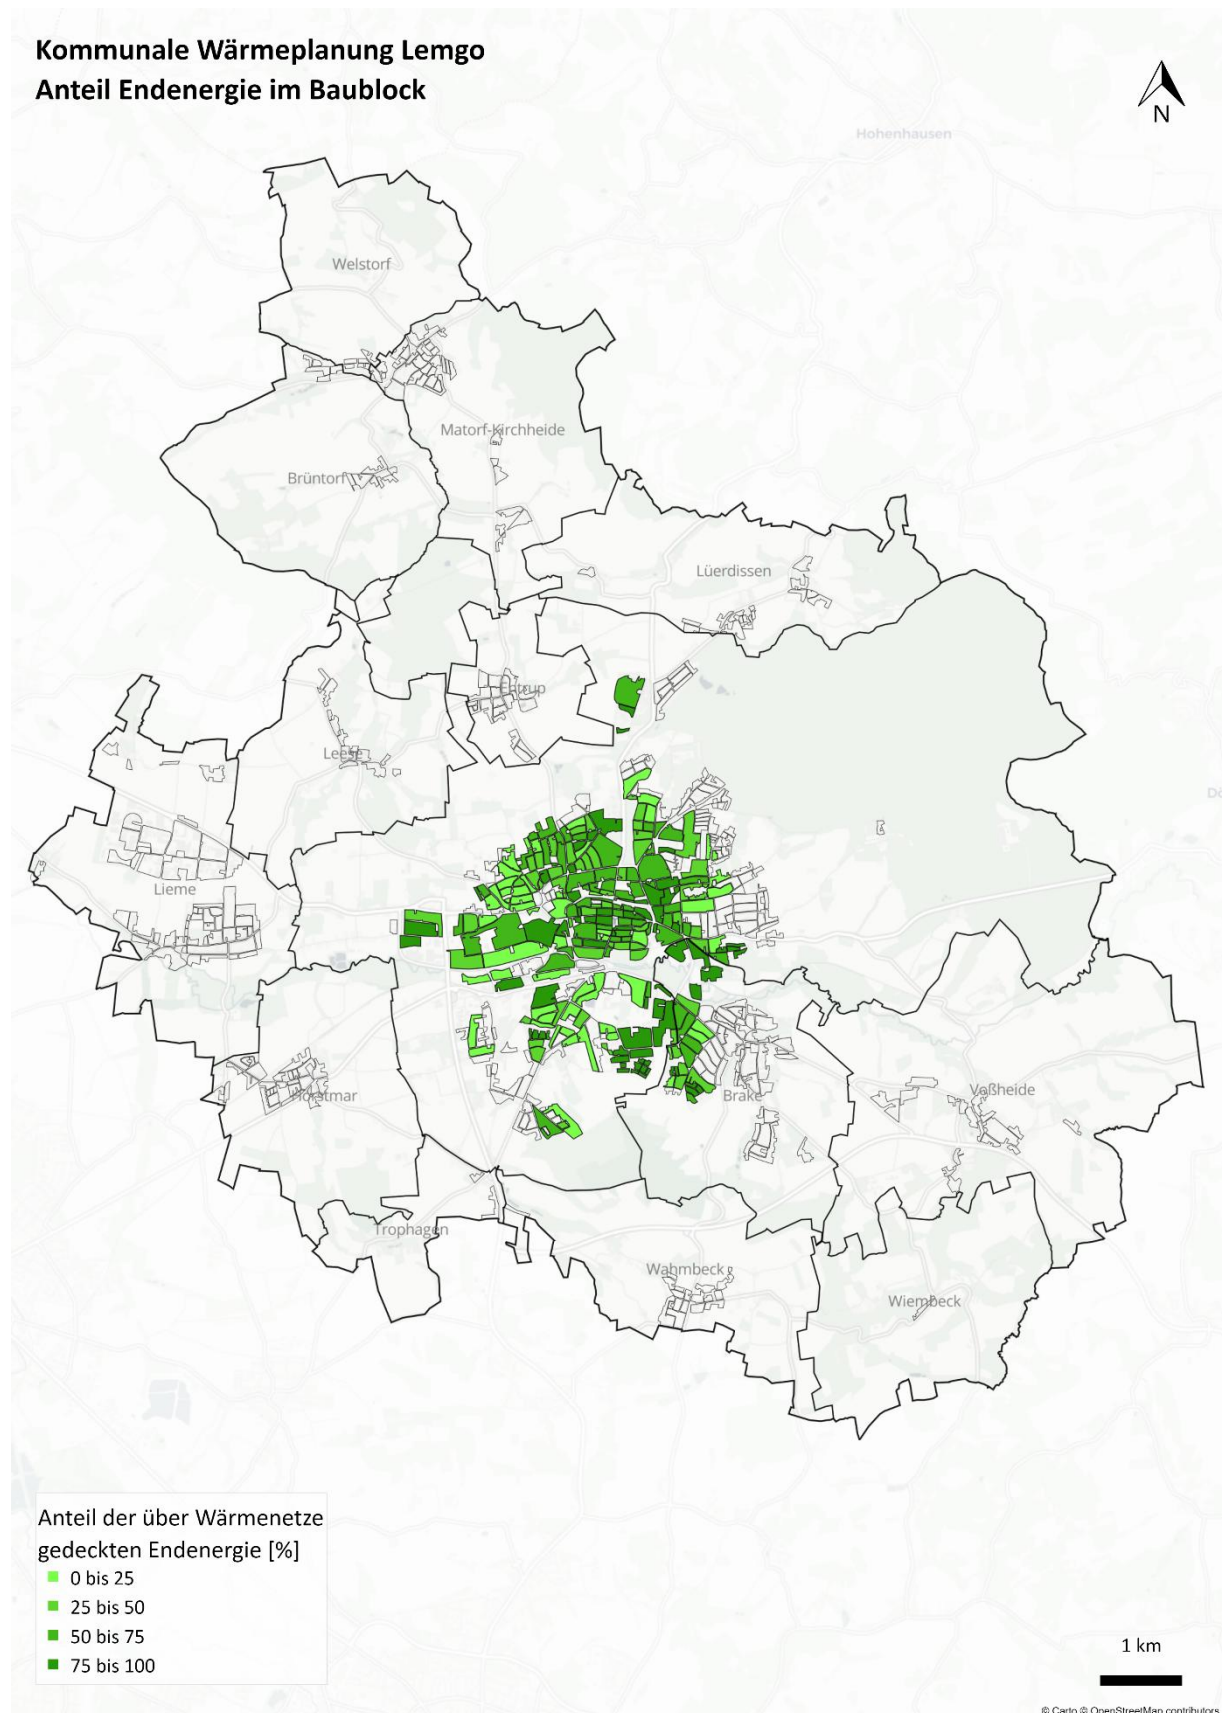 Kommunale Wärmeplanung Lemgo
Anteil Endenergie im Baublock
N
Hohenhausen
Welstorf
Matorf-Kirchheide
Brüntorf
Lüerdissen
Entrup
Leese
Lieme
Horstmar
Brake
Voßheide
Trophagen
Wahmbeck
Wiembeck
Anteil der über Wärmenetze
gedeckten Endenergie [%]
0 bis 25
25 bis 50
50 bis 75
75 bis 100
1 km
© Carto © OpenStreetMap contributors